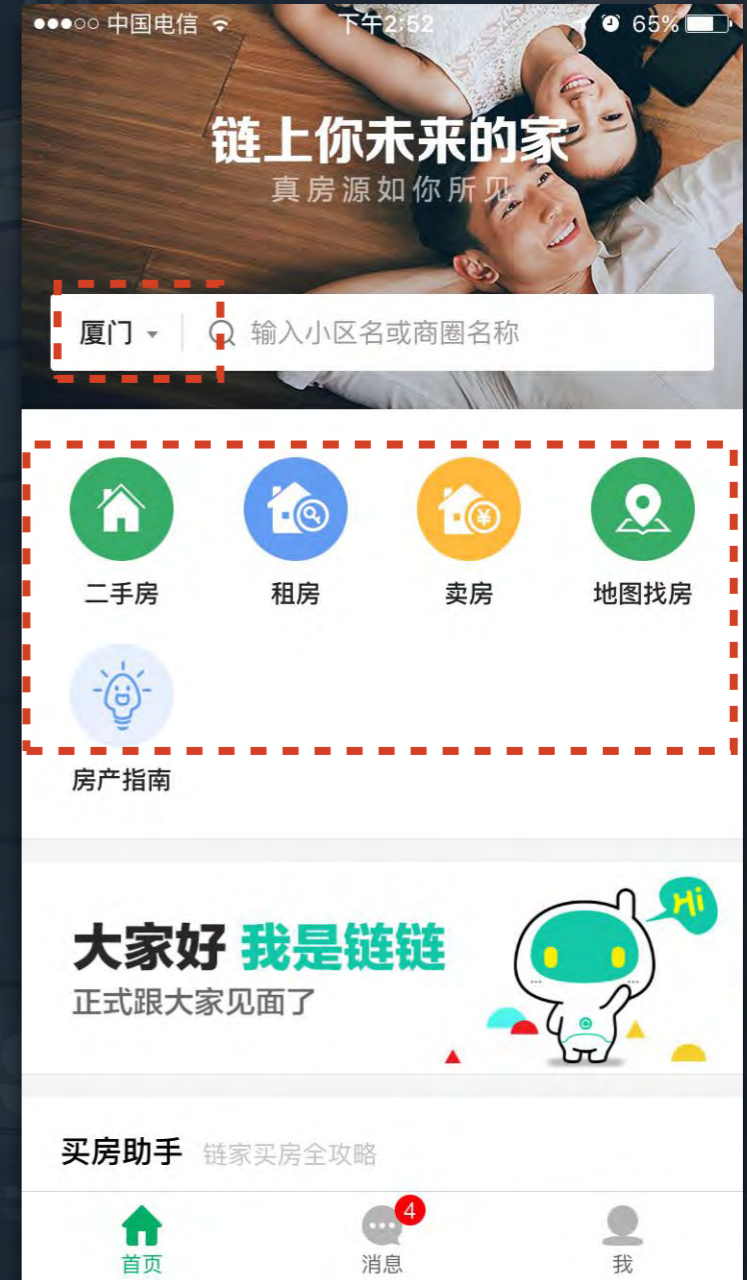 中国电信 下午2:52 65%
链上你未来的家
真房源如你所见
厦门 输入小区名或商圈名称
二手房 租房 卖房 地图找房
房产指南
Hi
大家好 我是链链
正式跟大家见面了
买房助手 链家买房全攻略
4
首页 消息 我